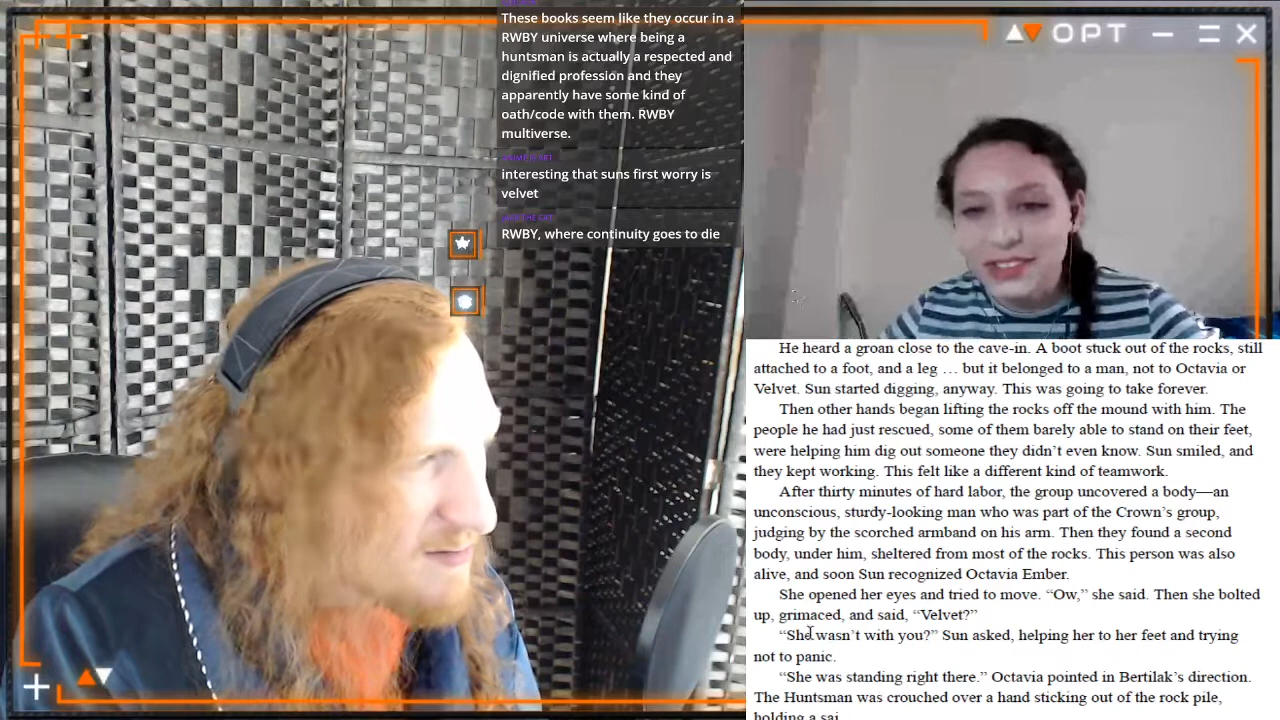 These books seem like they occur in a
RWBY universe where being a
huntsman is actually a respected and
dignified profession and they
apparently have some kind of
oath/code with them. RWBY
multiverse.
interesting that suns first worry is
velvet
RWBY, where continuity goes to die
OPT
He heard a groan close to the cave-in. A boot stuck out of the rocks, still
attached to a foot, and a leg … but it belonged to a man, not to Octavia or
Velvet. Sun started digging, anyway. This was going to take forever.
Then other hands began lifting the rocks off the mound with him. The
people he had just rescued, some of them barely able to stand on their feet,
were helping him dig out someone they didn’t even know. Sun smiled, and
they kept working. This felt like a different kind of teamwork.
After thirty minutes of hard labor, the group uncovered a body—an
unconscious, sturdy-looking man who was part of the Crown’s group,
judging by the scorched armband on his arm. Then they found a second
body, under him, sheltered from most of the rocks. This person was also
alive, and soon Sun recognized Octavia Ember.
She opened her eyes and tried to move. “Ow,” she said. Then she bolted
up, grimaced, and said, “Velvet?”
“She wasn’t with you?” Sun asked, helping her to her feet and trying
not to panic.
“She was standing right there.” Octavia pointed in Bertilak’s direction.
The Huntsman was crouched over a hand sticking out of the rock pile,
holding a sai